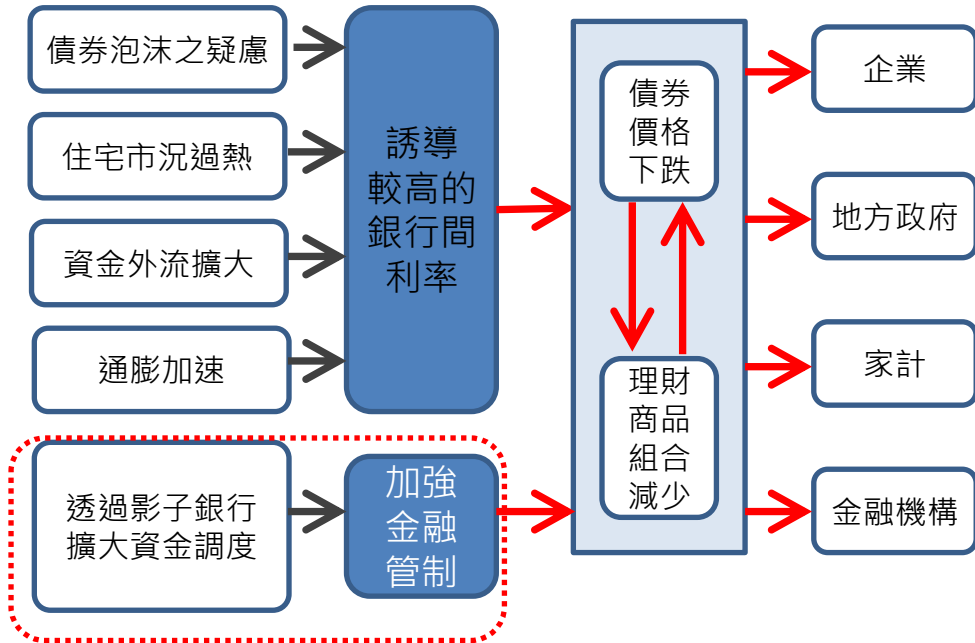 債券泡沫之疑慮
住宅市況過熱
資金外流擴大
通膨加速
透過影子銀行
擴大資金調度
誘導
較高的
銀行間
利率
加強
金融
管制
債券
價格
下跌
理財
商品
組合
減少
企業
地方政府
家計
金融機構